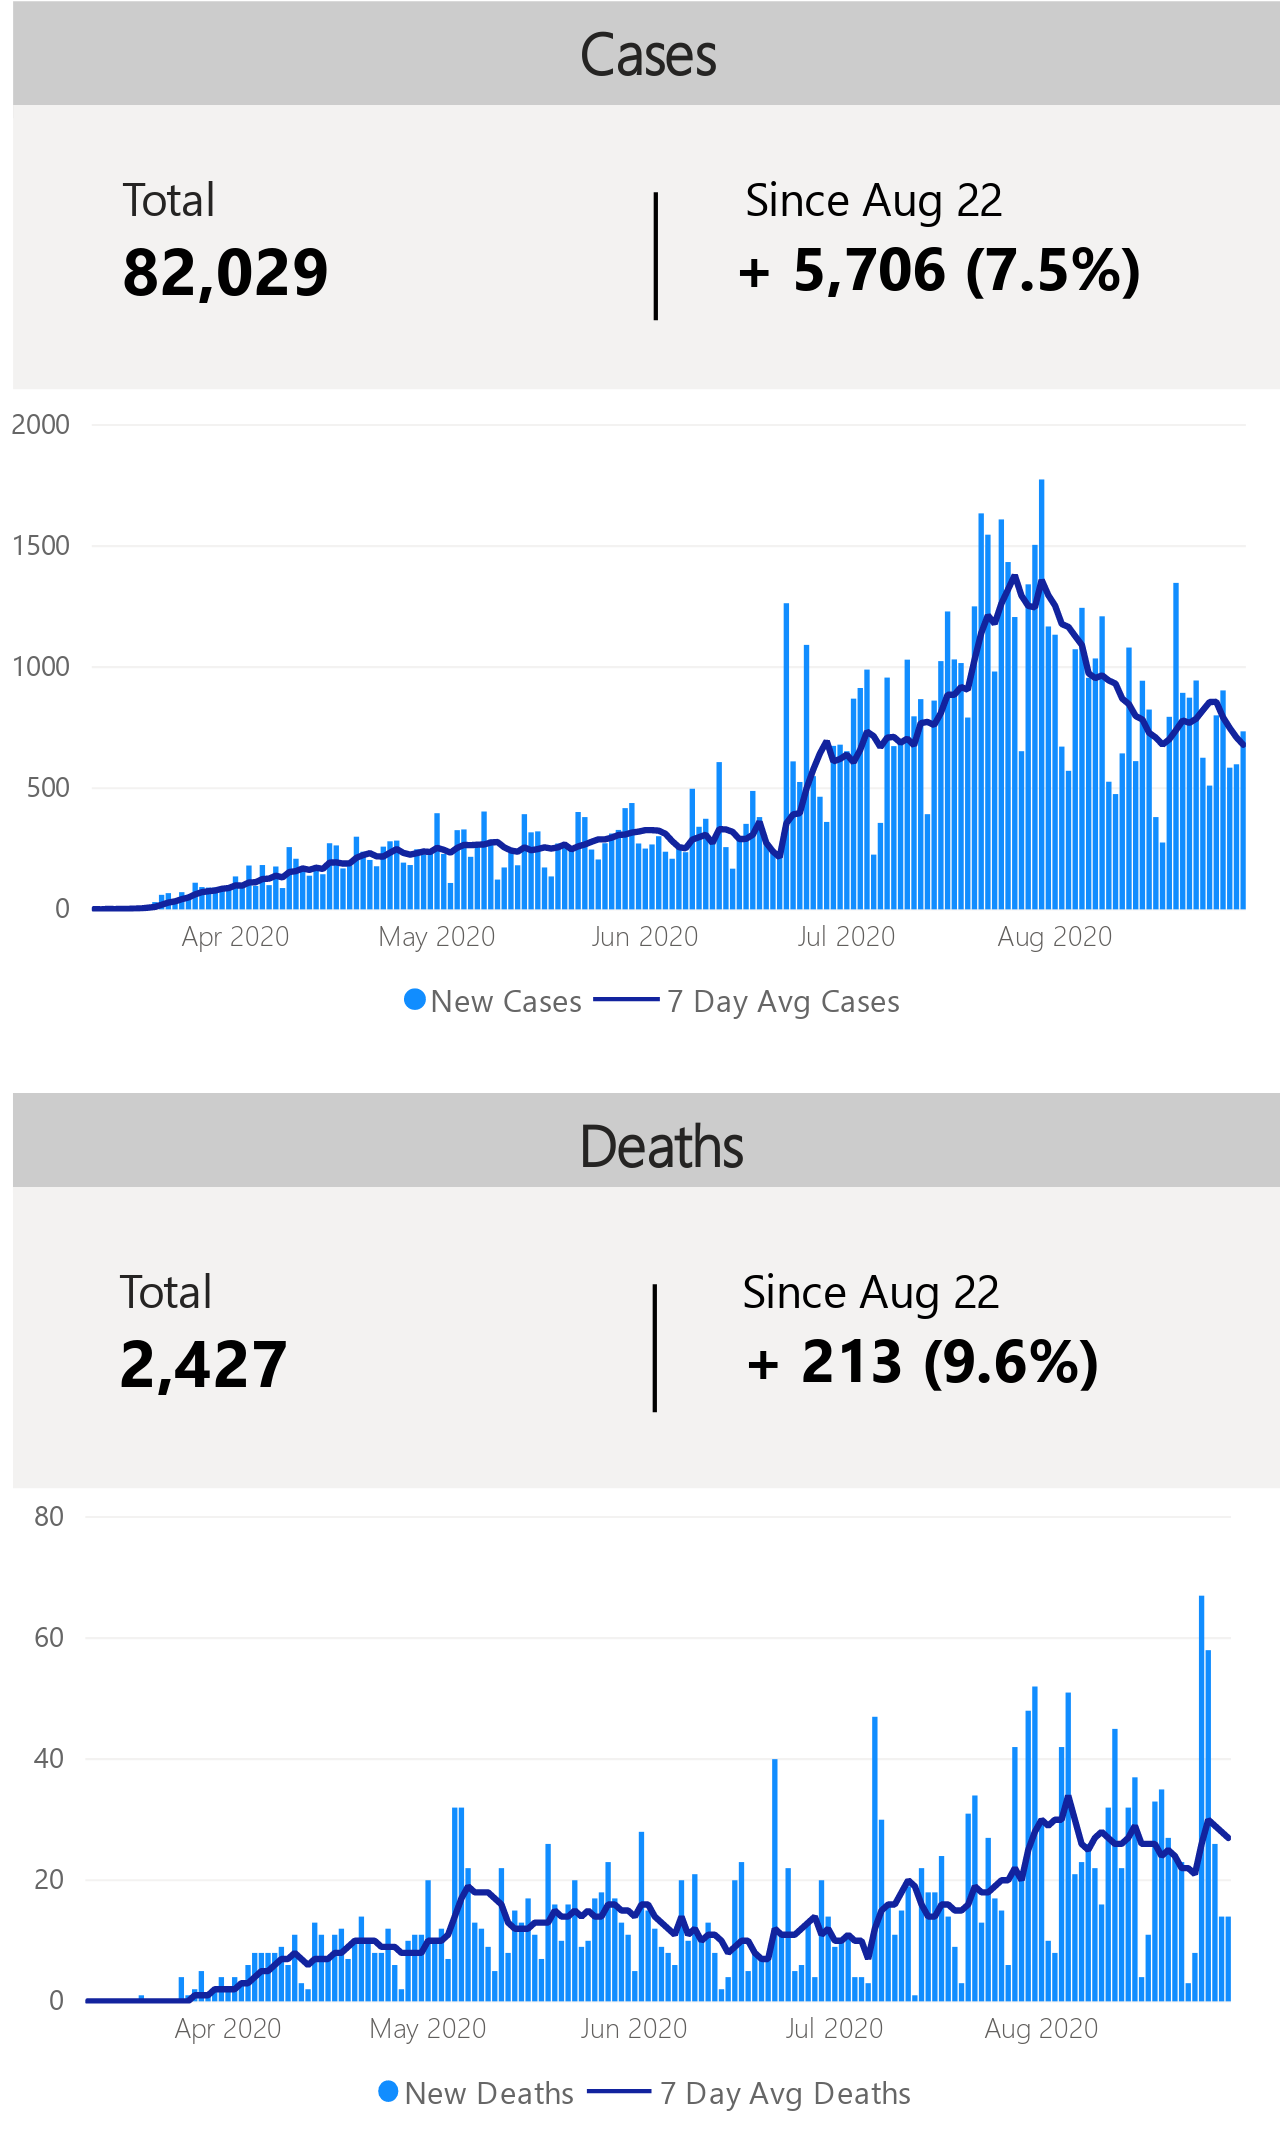 Cases
Total
Since Aug 22
82,029
+ 5,706 (7.5%)
2000
1500
1000
500
0
Apr 2020
May 2020
Jun 2020
Jul 2020
Aug 2020
New Cases
7 Day Avg Cases
Deaths
Total
Since Aug 22
2,427
+ 213 (9.6%)
80
60
40
20
0
Apr 2020
May 2020
Jun 2020
Jul 2020
Aug 2020
New Deaths
7 Day Avg Deaths